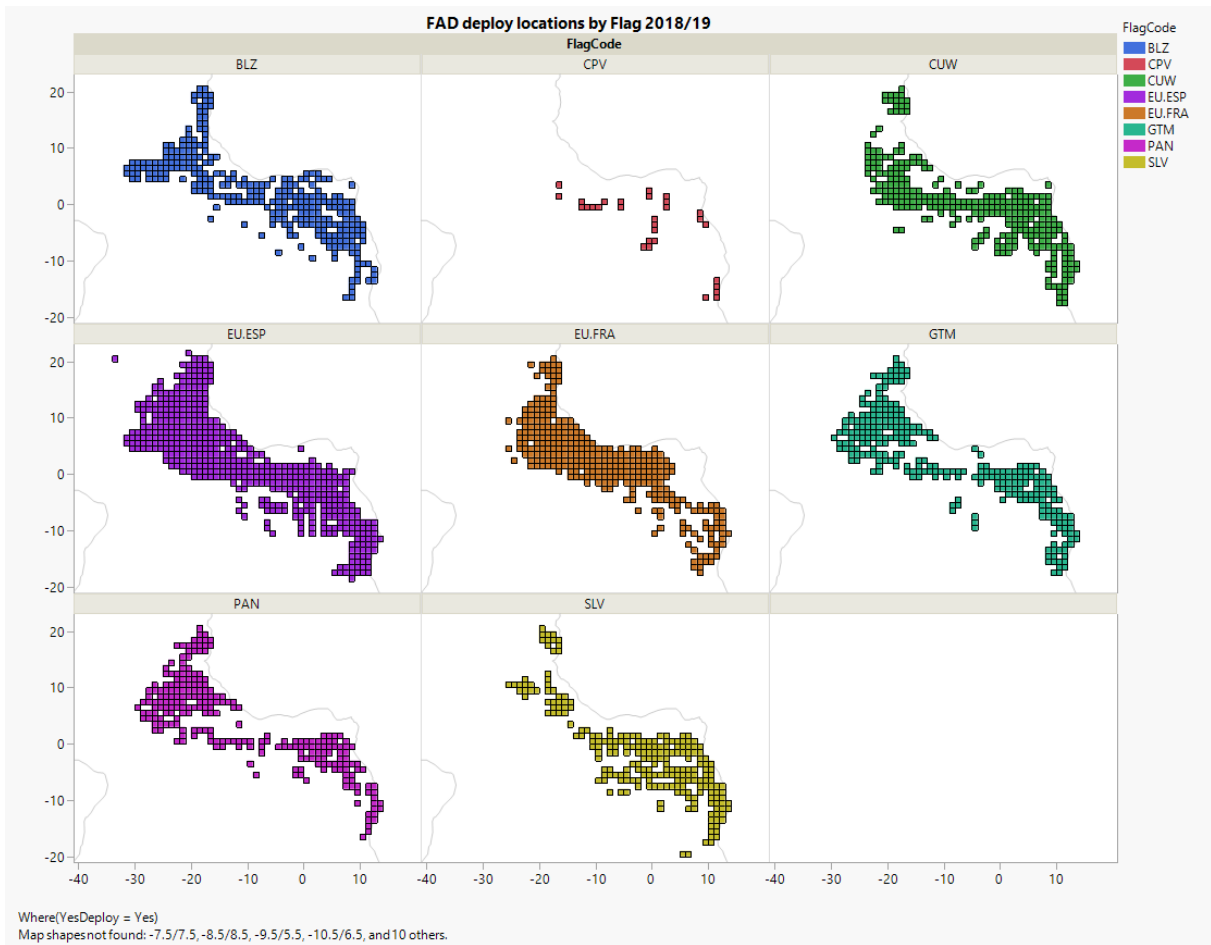 FAD deploy locations by Flag 2018/19
FlagCode
BLZ CPV CUW
20
10
0
-10
-20
EU.ESP EU.FRA GTM
20
10
0
-10
-20
PAN SLV
20
10
0
-10
-20
-40 -30 -20 -10 0 10 -40 -30 -20 -10 0 10 -40 -30 -20 -10 0 10
FlagCode
BLZ
CPV
CUW
EU.ESP
EU.FRA
GTM
PAN
SLV
Where(YesDeploy = Yes)
Map shapes not found: -7.5/7.5, -8.5/8.5, -9.5/5.5, -10.5/6.5, and 10 others.